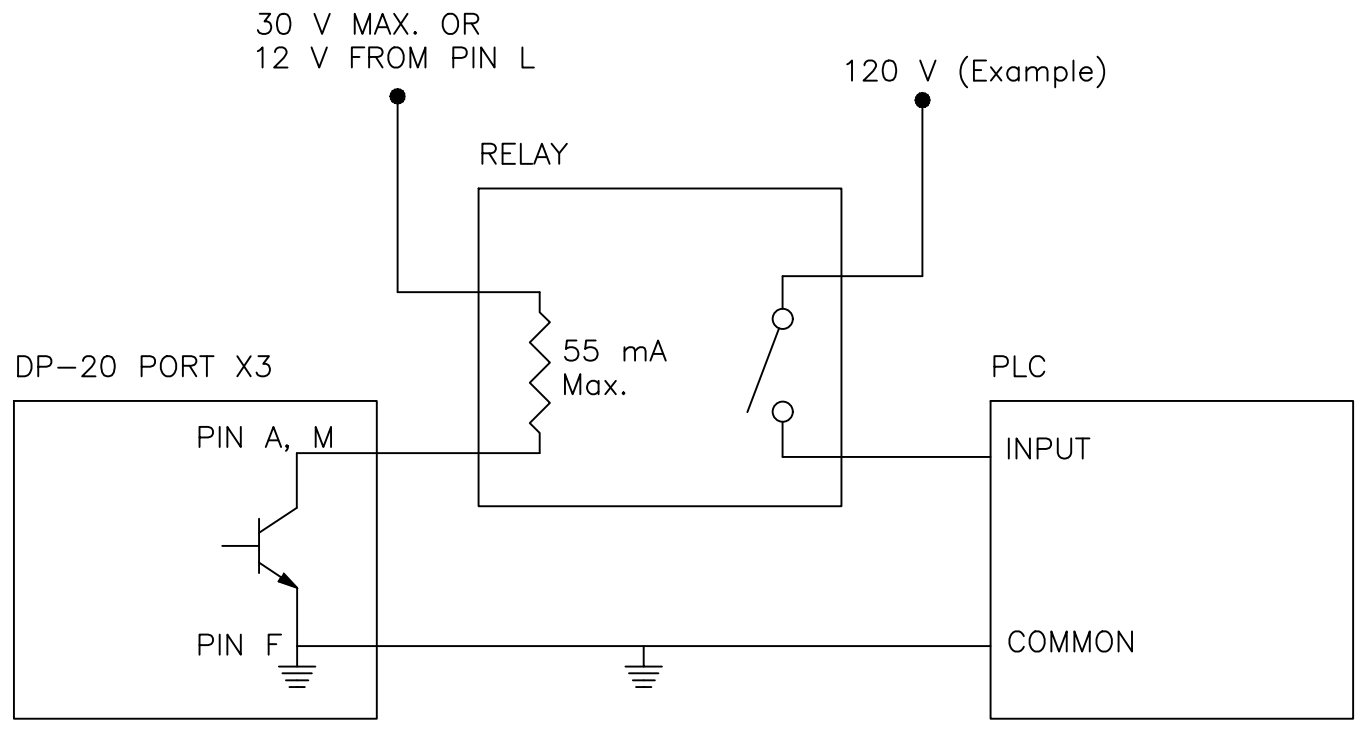 30 V MAX. OR
12 V FROM PIN L
120 V (Example)
RELAY
55 mA
Max.
DP-20 PORT X3
PLC
PIN A, M
INPUT
PIN F
COMMON